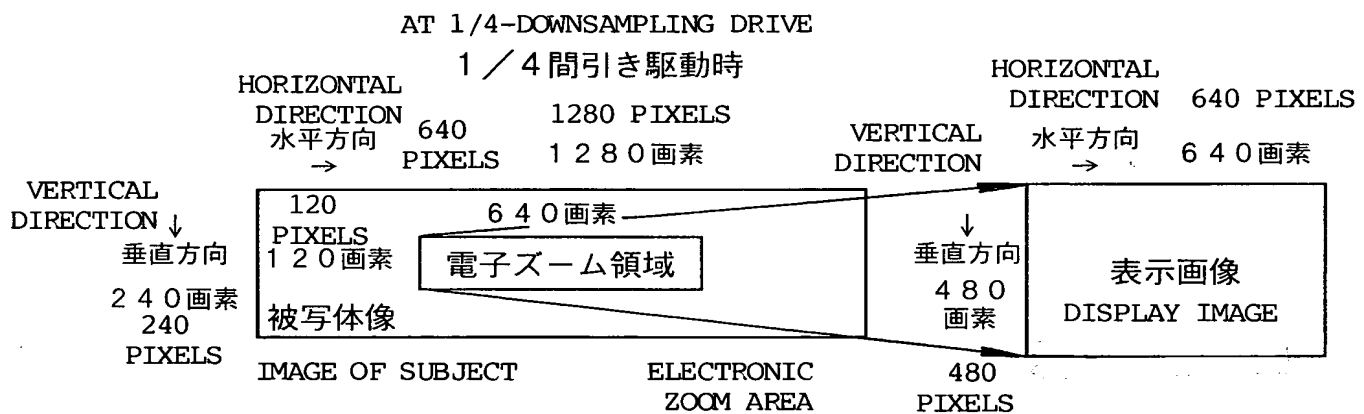 AT 1/4-DOWNSAMPLING DRIVE
1/4間引き駆動時
HORIZONTAL
DIRECTION
水平方向
→
640
PIXELS
1280 PIXELS
1280画素
VERTICAL
DIRECTION
HORIZONTAL
DIRECTION
640 PIXELS
水平方向
→
640画素
VERTICAL
DIRECTION
↓
垂直方向
240画素
240
PIXELS
120
PIXELS
120画素
640画素
電子ズーム領域
被写体像
↓
垂直方向
480
画素
表示画像
DISPLAY IMAGE
IMAGE OF SUBJECT
ELECTRONIC
ZOOM AREA
480
PIXELS